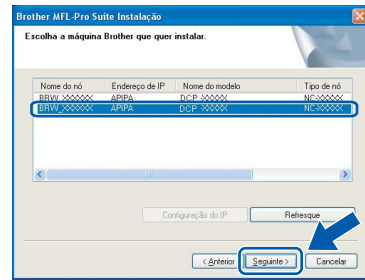 Brother MFL-Pro Suite Instalação
Escolha a máquina Brother que quer instalar.
Nome do nó Endereço de IP Nome do modelo Tipo de nó
BRW_XXXXXX APIPA DCP-XXXXX NC-XXXXX
BRW_XXXXXX APIPA DCP-XXXXX NC-XXXXX
Configuração do IP Refresque
< Anterior Seguinte > Cancelar